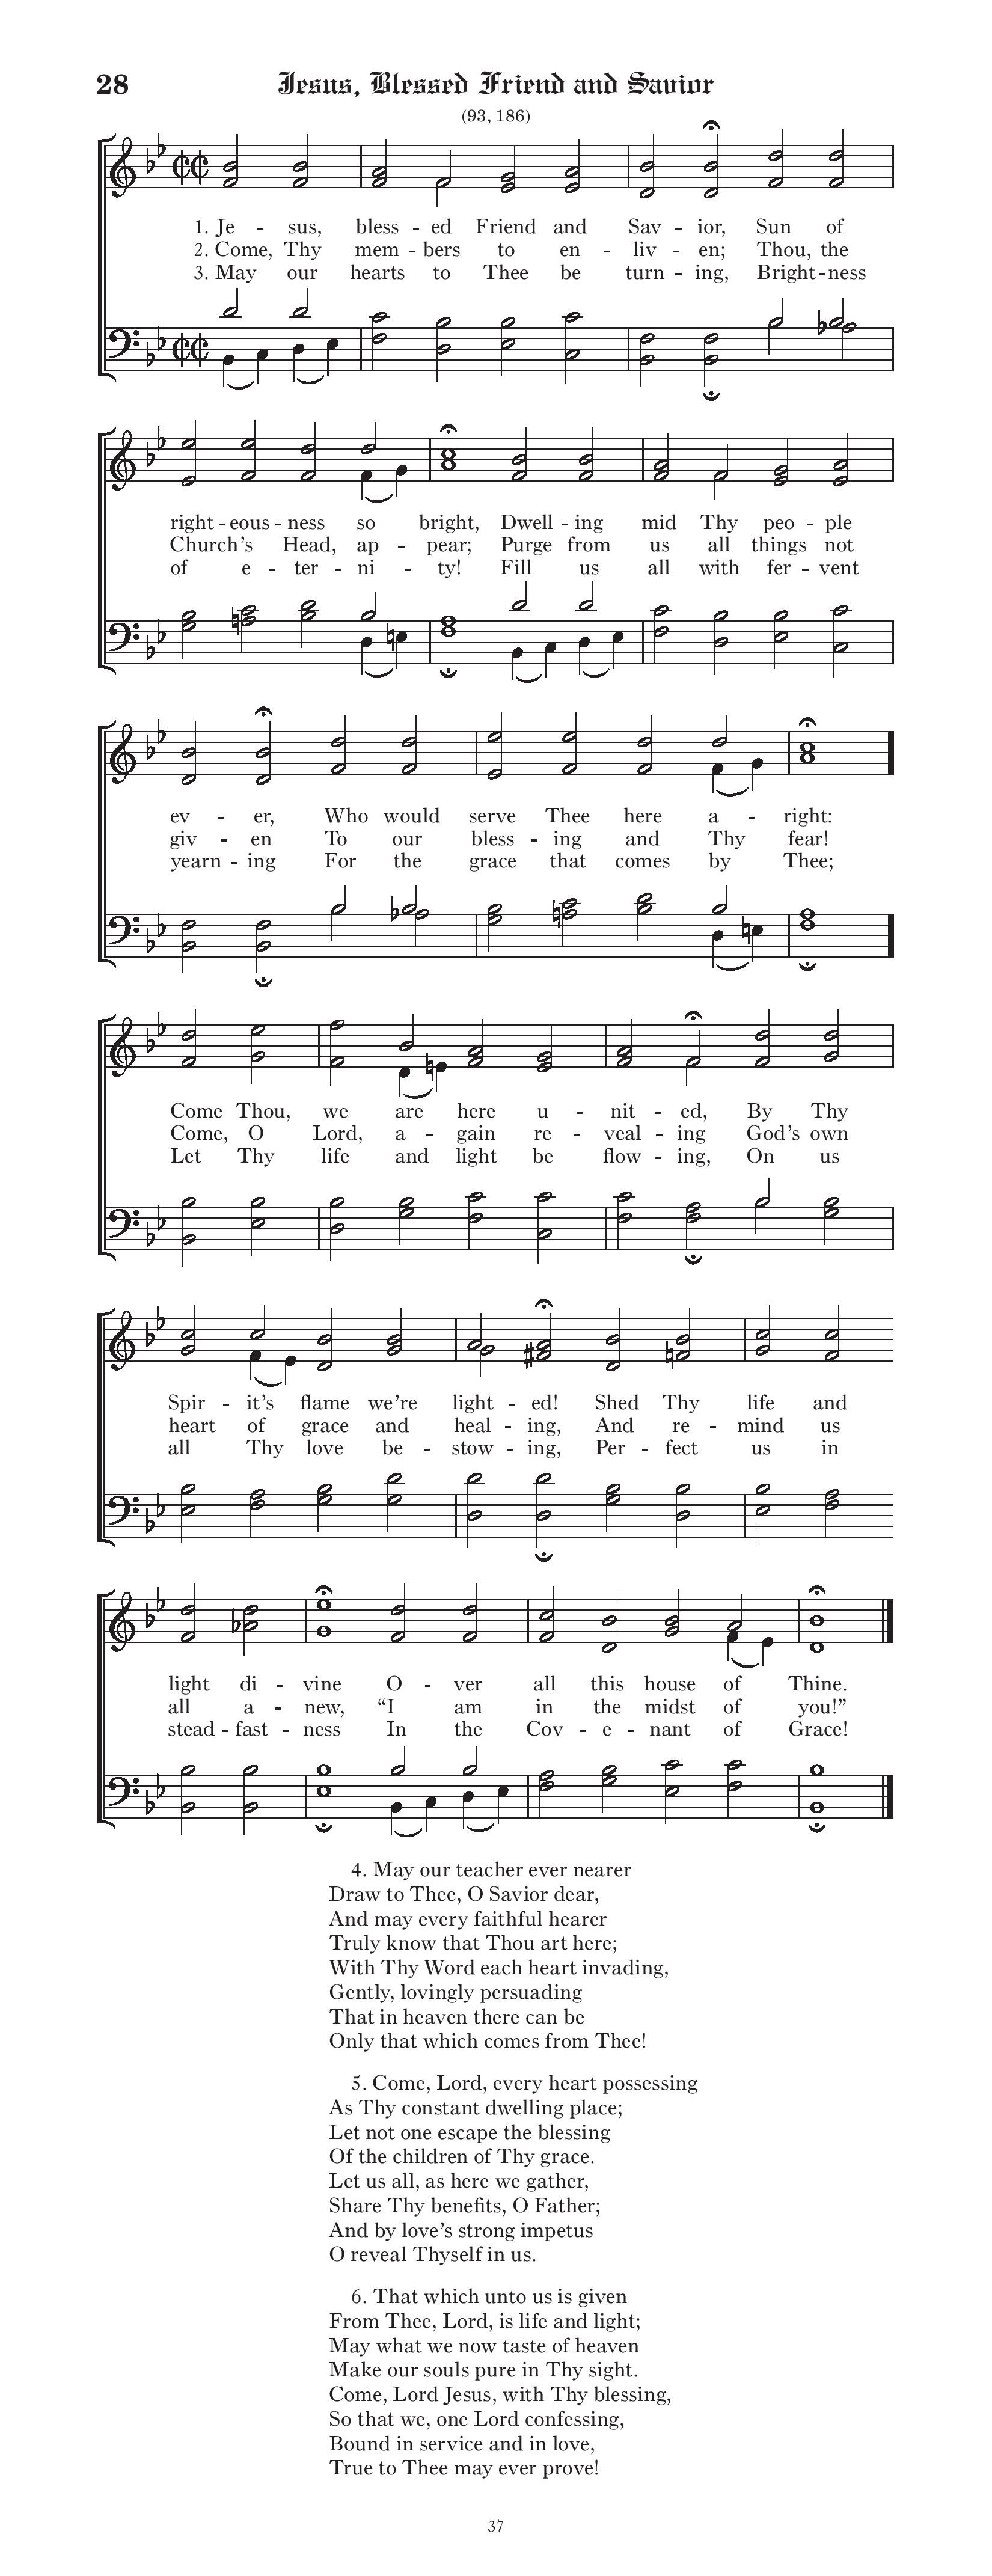 28 Jesus, Blessed Friend and Savior
(93, 186)
1. Je - sus, bless - ed Friend and Sav - ior, Sun of
2. Come, Thy mem - bers to en - liv - en; Thou, the
3. May our hearts to Thee be turn - ing, Bright - ness
right - eous - ness so bright, Dwell - ing mid Thy peo - ple
Church's Head, ap - pear; Purge from us all things not
of e - ter - ni - ty! Fill us all with fer - vent
ev - er, Who would serve Thee here a - right:
giv - en To our bless - ing and Thy fear!
yearn - ing For the grace that comes by Thee;
Come Thou, we are here u - nit - ed, By Thy
Come, O Lord, a - gain re - veal - ing God's own
Let Thy life and light be flow - ing, On us
Spir - it's flame we're light - ed! Shed Thy life and
heart of grace and heal - ing, And re - mind us
all Thy love be - stow - ing, Per - fect us in
light di - vine O - ver all this house of Thine.
all a - new, “I am in the midst of you!”
stead - fast - ness In the Cov - e - nant of Grace!
4. May our teacher ever nearer
Draw to Thee, O Savior dear,
And may every faithful hearer
Truly know that Thou art here;
With Thy Word each heart invading,
Gently, lovingly persuading
That in heaven there can be
Only that which comes from Thee!
5. Come, Lord, every heart possessing
As Thy constant dwelling place;
Let not one escape the blessing
Of the children of Thy grace.
Let us all, as here we gather,
Share Thy benefits, O Father;
And by love's strong impetus
O reveal Thyself in us.
6. That which unto us is given
From Thee, Lord, is life and light;
May what we now taste of heaven
Make our souls pure in Thy sight.
Come, Lord Jesus, with Thy blessing,
So that we, one Lord confessing,
Bound in service and in love,
True to Thee may ever prove!
37